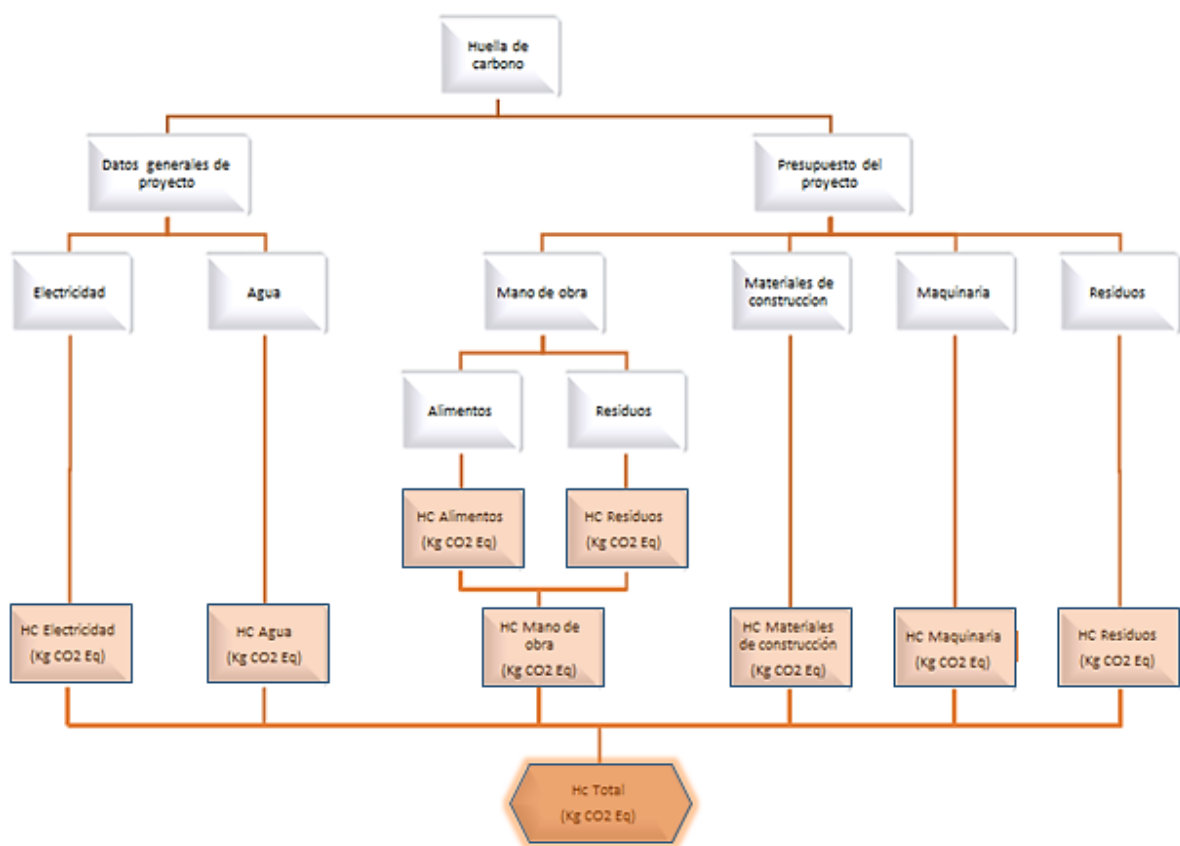 Huella de
carbono
Datos generales de
proyecto
Presupuesto del
proyecto
Electricidad
Agua
Mano de obra
Materiales de
construccion
Maquinaria
Residuos
Alimentos
Residuos
HC Alimentos
(Kg CO2 Eq)
HC Residuos
(Kg CO2 Eq)
HC Electricidad
(Kg CO2 Eq)
HC Agua
(Kg CO2 Eq)
HC Mano de
obra
(Kg CO2 Eq)
HC Materiales
de construcción
(Kg CO2 Eq)
HC Maquinaria
(Kg CO2 Eq)
HC Residuos
(Kg CO2 Eq)
Hc Total
(Kg CO2 Eq)